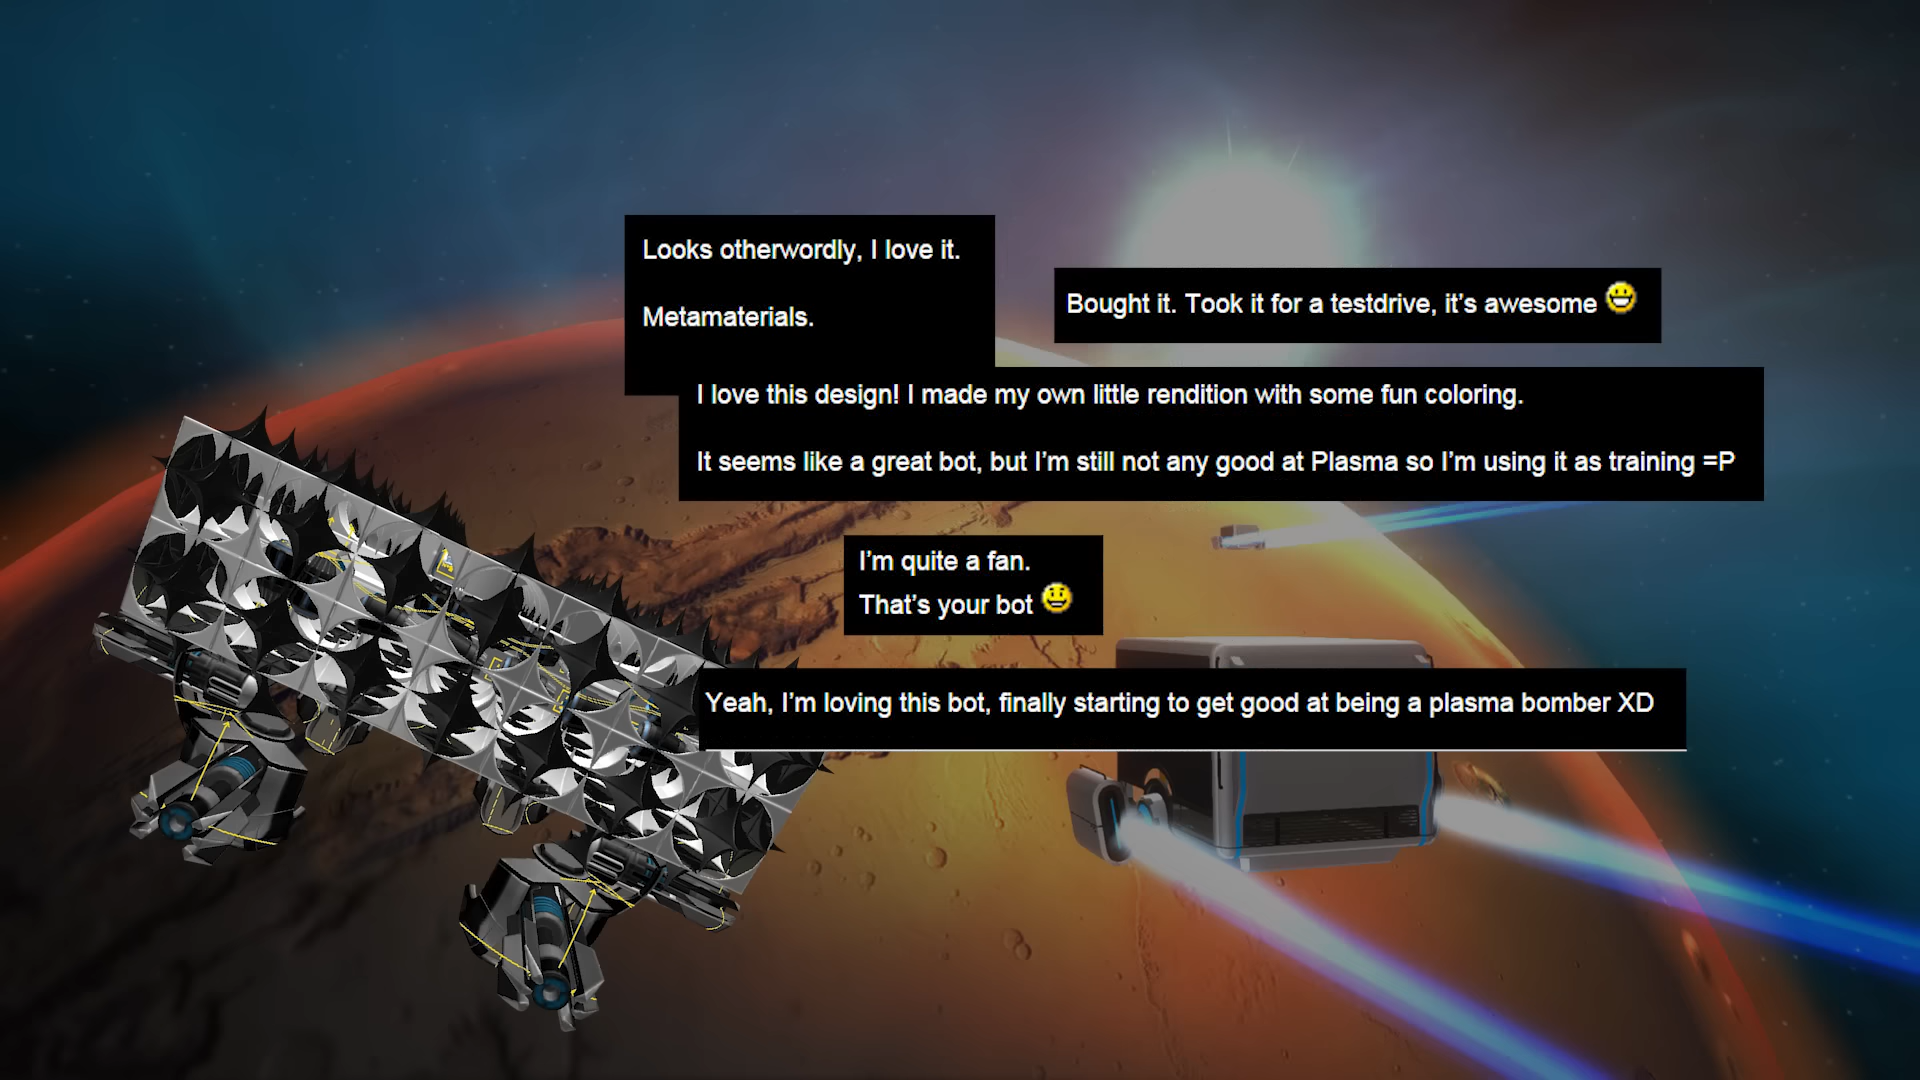 Looks otherwordly, I love it.
Metamaterials.
Bought it. Took it for a testdrive, it's awesome
I love this design! I made my own little rendition with some fun coloring.
It seems like a great bot, but I'm still not any good at Plasma so I'm using it as training =P
I'm quite a fan.
That's your bot
Yeah, I'm loving this bot, finally starting to get good at being a plasma bomber XD